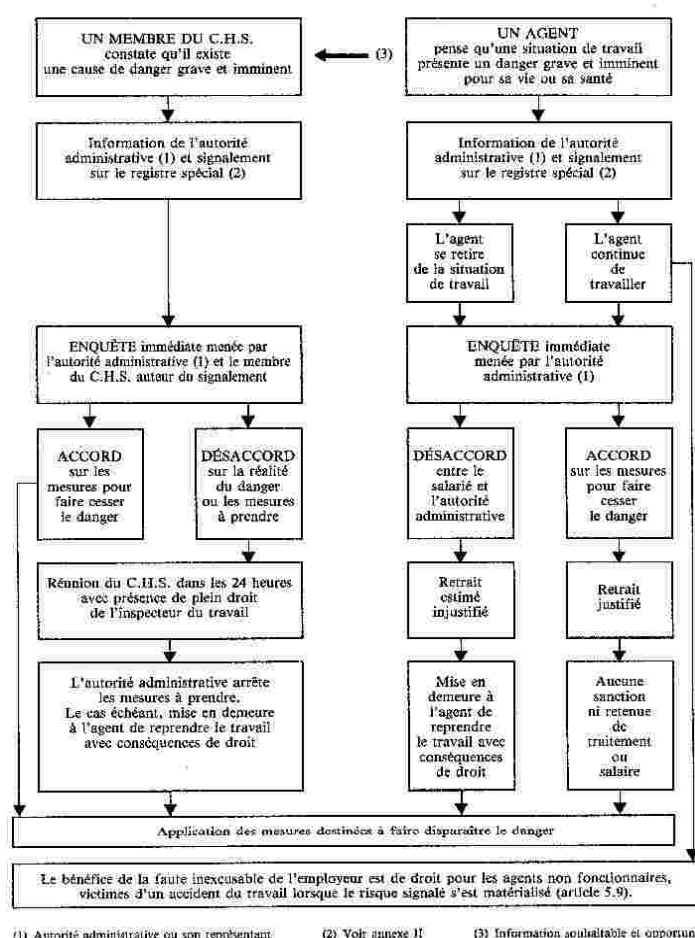 UN MEMBRE DU C.H.S.
constate qu'il existe
une cause de danger grave et imminent
(3)
UN AGENT
pense qu'une situation de travail
présente un danger grave et imminent
pour sa vie ou sa santé
Information de l'autorité
administrative (1) et signalement
sur le registre spécial (2)
Information de l'autorité
administrative (1) et signalement
sur le registre spécial (2)
L'agent
se retire
de la situation
de travail
L'agent
continue
de
travailler
ENQUÊTE immédiate menée par
l'autorité administrative (1) et le membre
du C.H.S. auteur du signalement
ENQUÊTE immédiate
menée par l'autorité
administrative (1)
ACCORD
sur les
mesures pour
faire cesser
le danger
DÉSACCORD
sur la réalité
du danger
ou les mesures
à prendre
DÉSACCORD
entre le
salarié et
l'autorité
administrative
ACCORD
sur les mesures
pour faire
cesser
le danger
Réunion du C.H.S. dans les 24 heures
avec présence de plein droit
de l'inspecteur du travail
Retrait
estimé
injustifié
Retrait
justifié
L'autorité administrative arrête
les mesures à prendre.
Le cas échéant, mise en demeure
à l'agent de reprendre le travail
avec conséquences de droit
Mise en
demeure à
l'agent de
reprendre
le travail avec
conséquences
de droit
Aucune
sanction
ni retenue
de
traitement
ou
salaire
Application des mesures destinées à faire disparaître le danger
Le bénéfice de la faute inexcusable de l'employeur est de droit pour les agents non fonctionnaires,
victimes d'un accident du travail lorsque le risque signalé s'est matérialisé (article 5.9).
(1) Autorité administrative ou son représentant
(2) Voir annexe II
(3) Information souhaitable et opportun